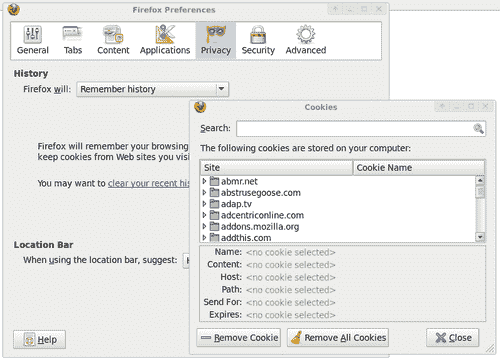 Firefox Preferences
General Tabs Content Applications Privacy Security Advanced
History
Firefox will: Remember history
Firefox will remember your browsing
keep cookies from Web sites you visi
You may want to clear your recent his
Location Bar
When using the location bar, suggest:
Help
Cookies
Search:
The following cookies are stored on your computer:
Site Cookie Name
abmr.net
abstrusegoose.com
adap.tv
adcentriconline.com
addons.mozilla.org
addthis.com
Name: <no cookie selected>
Content: <no cookie selected>
Host: <no cookie selected>
Path: <no cookie selected>
Send For: <no cookie selected>
Expires: <no cookie selected>
Remove Cookie Remove All Cookies Close